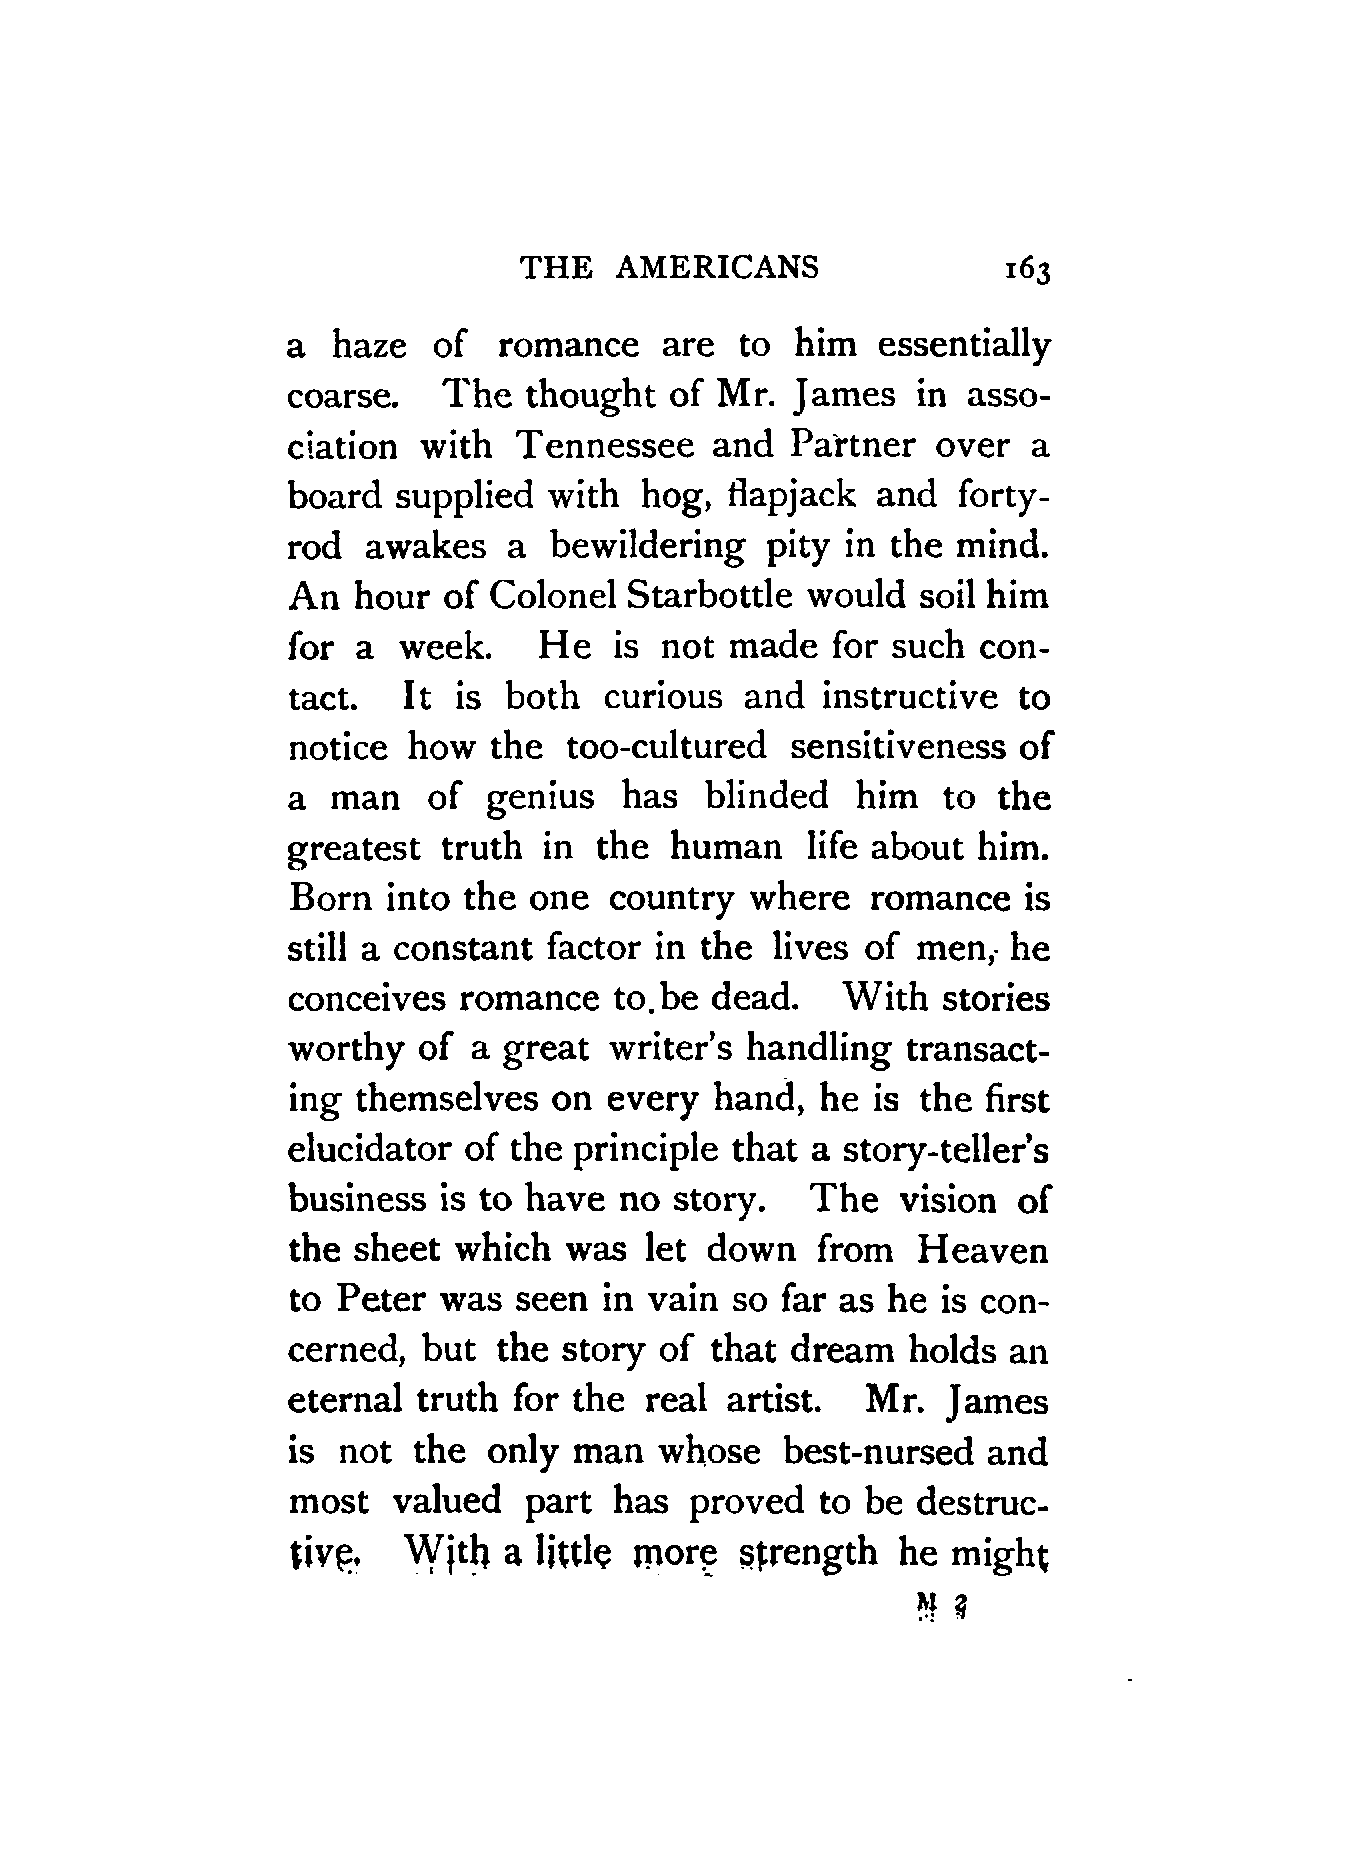 THE AMERICANS 163
a haze of romance are to him essentially
coarse. The thought of Mr. James in asso-
ciation with Tennessee and Partner over a
board supplied with hog, flapjack and forty-
rod awakes a bewildering pity in the mind.
An hour of Colonel Starbottle would soil him
for a week. He is not made for such con-
tact. It is both curious and instructive to
notice how the too-cultured sensitiveness of
a man of genius has blinded him to the
greatest truth in the human life about him.
Born into the one country where romance is
still a constant factor in the lives of men, he
conceives romance to be dead. With stories
worthy of a great writer's handling transact-
ing themselves on every hand, he is the first
elucidator of the principle that a story-teller's
business is to have no story. The vision of
the sheet which was let down from Heaven
to Peter was seen in vain so far as he is con-
cerned, but the story of that dream holds an
eternal truth for the real artist. Mr. James
is not the only man whose best-nursed and
most valued part has proved to be destruc-
tive. With a little more strength he might
M 2